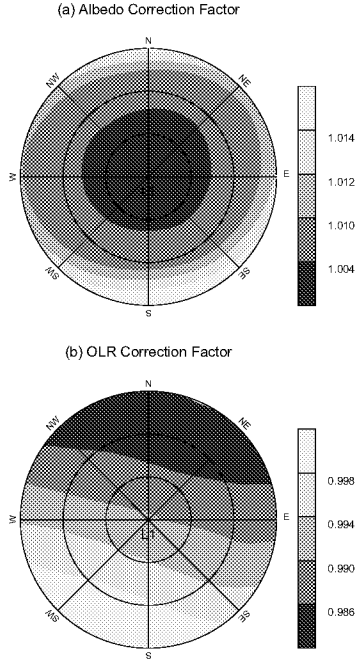 (a) Albedo Correction Factor
N
NW
NE
W
E
SW
SE
S
1.014
1.012
1.010
1.004
(b) OLR Correction Factor
N
NW
NE
W
E
L1
SW
SE
S
0.998
0.994
0.990
0.986